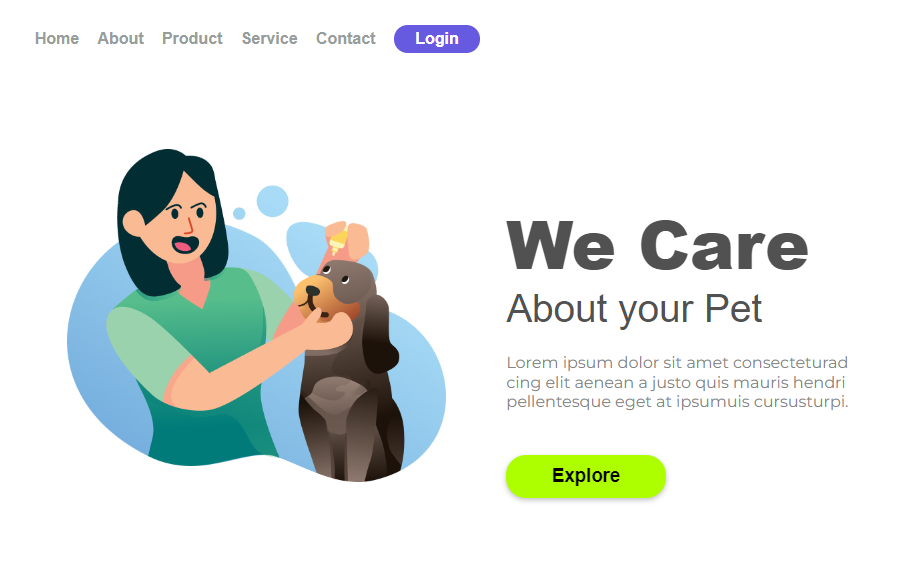 Home About Product Service Contact Login
We Care
About your Pet
Lorem ipsum dolor sit amet consecteturad
cing elit aenean a justo quis mauris hendri
pellentesque eget at ipsumuis cursusturpi.
Explore